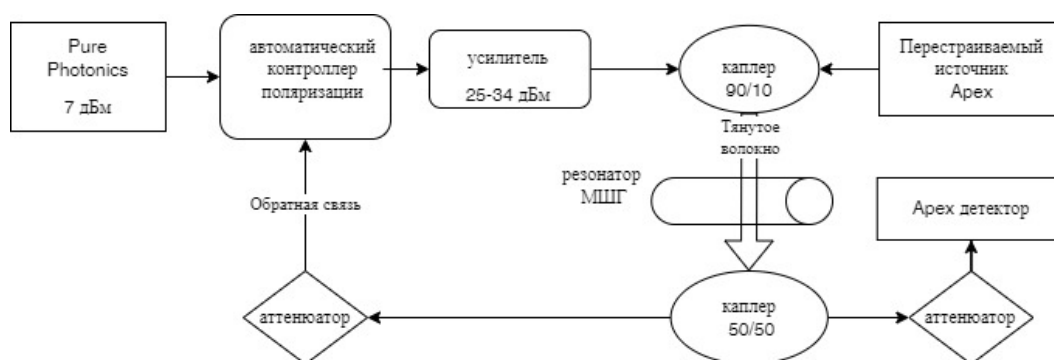 Pure
Photonics
7 дБм
автоматический
контроллер
поляризации
усилитель
25-34 дБм
каплер
90/10
Перестраиваемый
источник
Apex
Тянутое
волокно
резонатор
МШГ
Обратная связь
Apex детектор
аттенюатор
каплер
50/50
аттенюатор